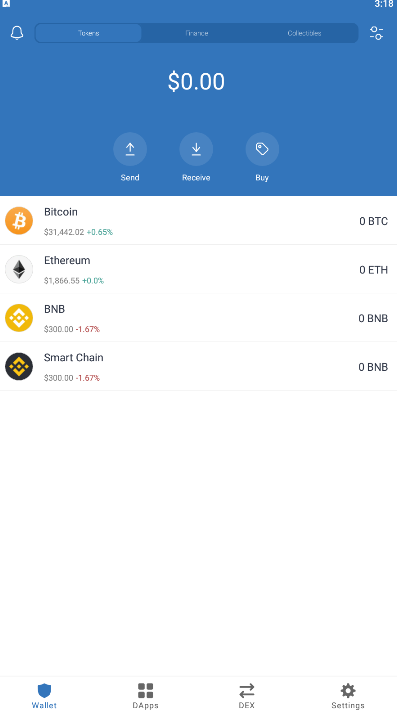 A
3:18
Tokens
Finance
Collectibles
$0.00
Send
Receive
Buy
Bitcoin
$31,442.02 +0.65%
0 BTC
Ethereum
$1,866.55 +0.0%
0 ETH
BNB
$300.00 -1.67%
0 BNB
Smart Chain
$300.00 -1.67%
0 BNB
Wallet
DApps
DEX
Settings